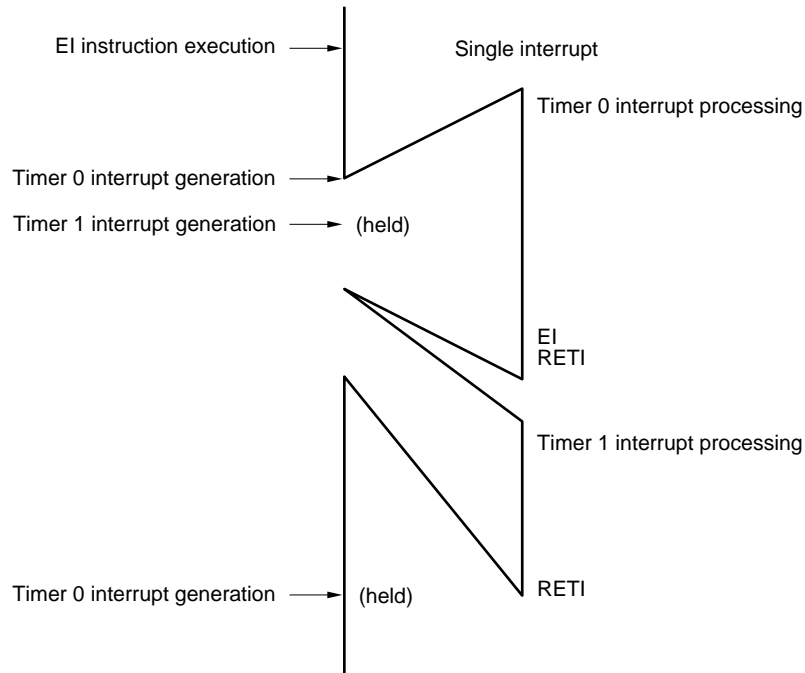 EI instruction execution
Single interrupt
Timer 0 interrupt processing
Timer 0 interrupt generation
Timer 1 interrupt generation
(held)
EI
RETI
Timer 1 interrupt processing
Timer 0 interrupt generation
(held)
RETI